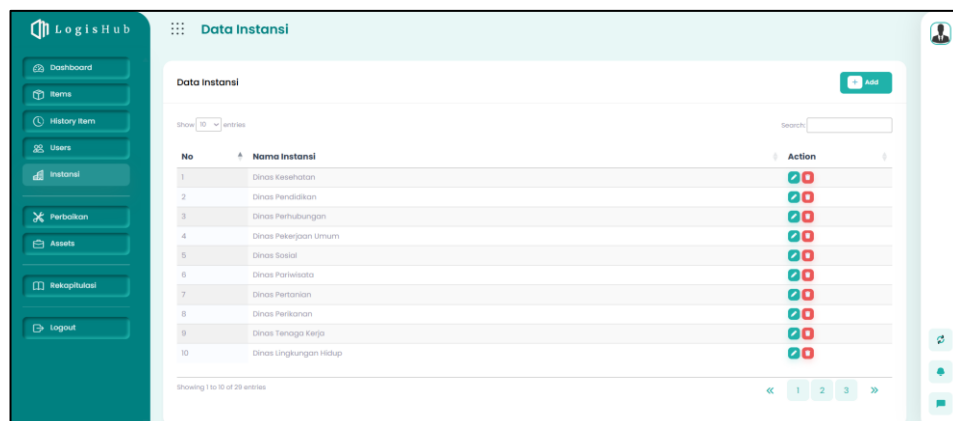 LogisHub
Data Instansi
Dashboard
Items
History Item
Users
Instansi
Perbaikan
Assets
Rekapitulasi
Logout
Data Instansi
+ Add
Show 10 entries
Search:
No Nama Instansi Action
1 Dinas Kesehatan
2 Dinas Pendidikan
3 Dinas Perhubungan
4 Dinas Pekerjaan Umum
5 Dinas Sosial
6 Dinas Pariwisata
7 Dinas Pertanian
8 Dinas Perikanan
9 Dinas Tenaga Kerja
10 Dinas Lingkungan Hidup
Showing 1 to 10 of 29 entries
« 1 2 3 »